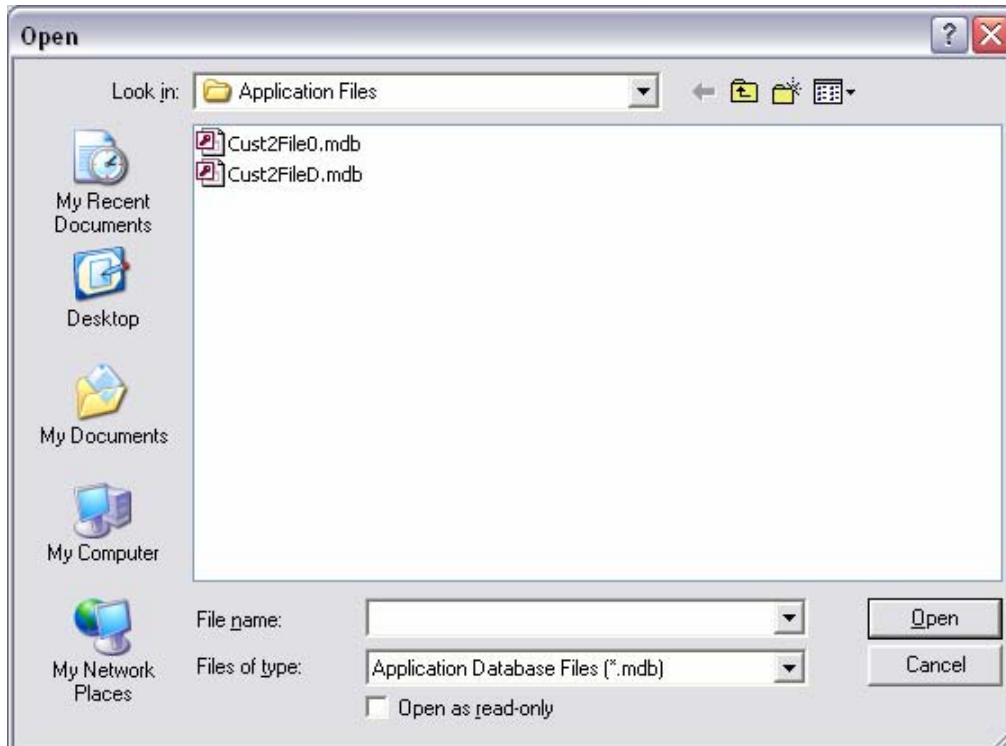 Open
Look in: Application Files
Cust2File0.mdb
Cust2FileD.mdb
My Recent
Documents
Desktop
My Documents
My Computer
My Network
Places
File name:
Open
Files of type: Application Database Files (*.mdb)
Cancel
Open as read-only